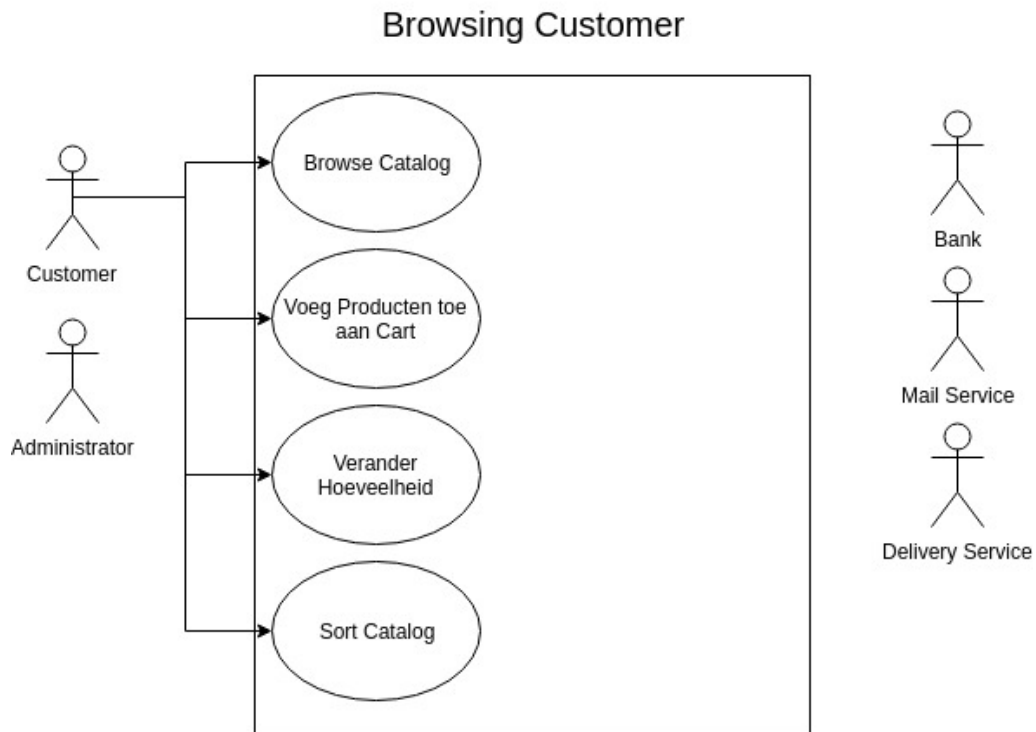 Browsing Customer
Browse Catalog
Customer
Voeg Producten toe
aan Cart
Administrator
Verander
Hoeveelheid
Sort Catalog
Bank
Mail Service
Delivery Service